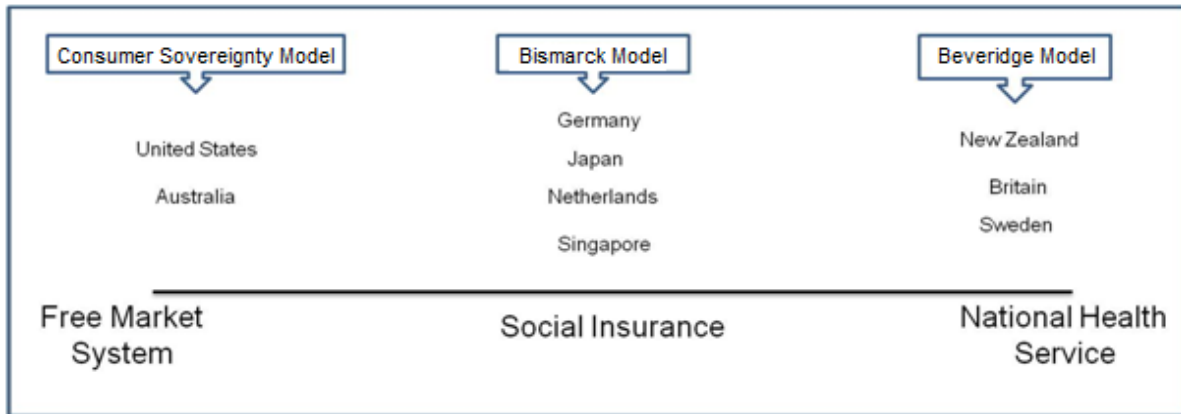 Consumer Sovereignty Model
Bismarck Model
Beveridge Model
United States
Australia
Germany
Japan
Netherlands
Singapore
New Zealand
Britain
Sweden
Free Market
System
Social Insurance
National Health
Service